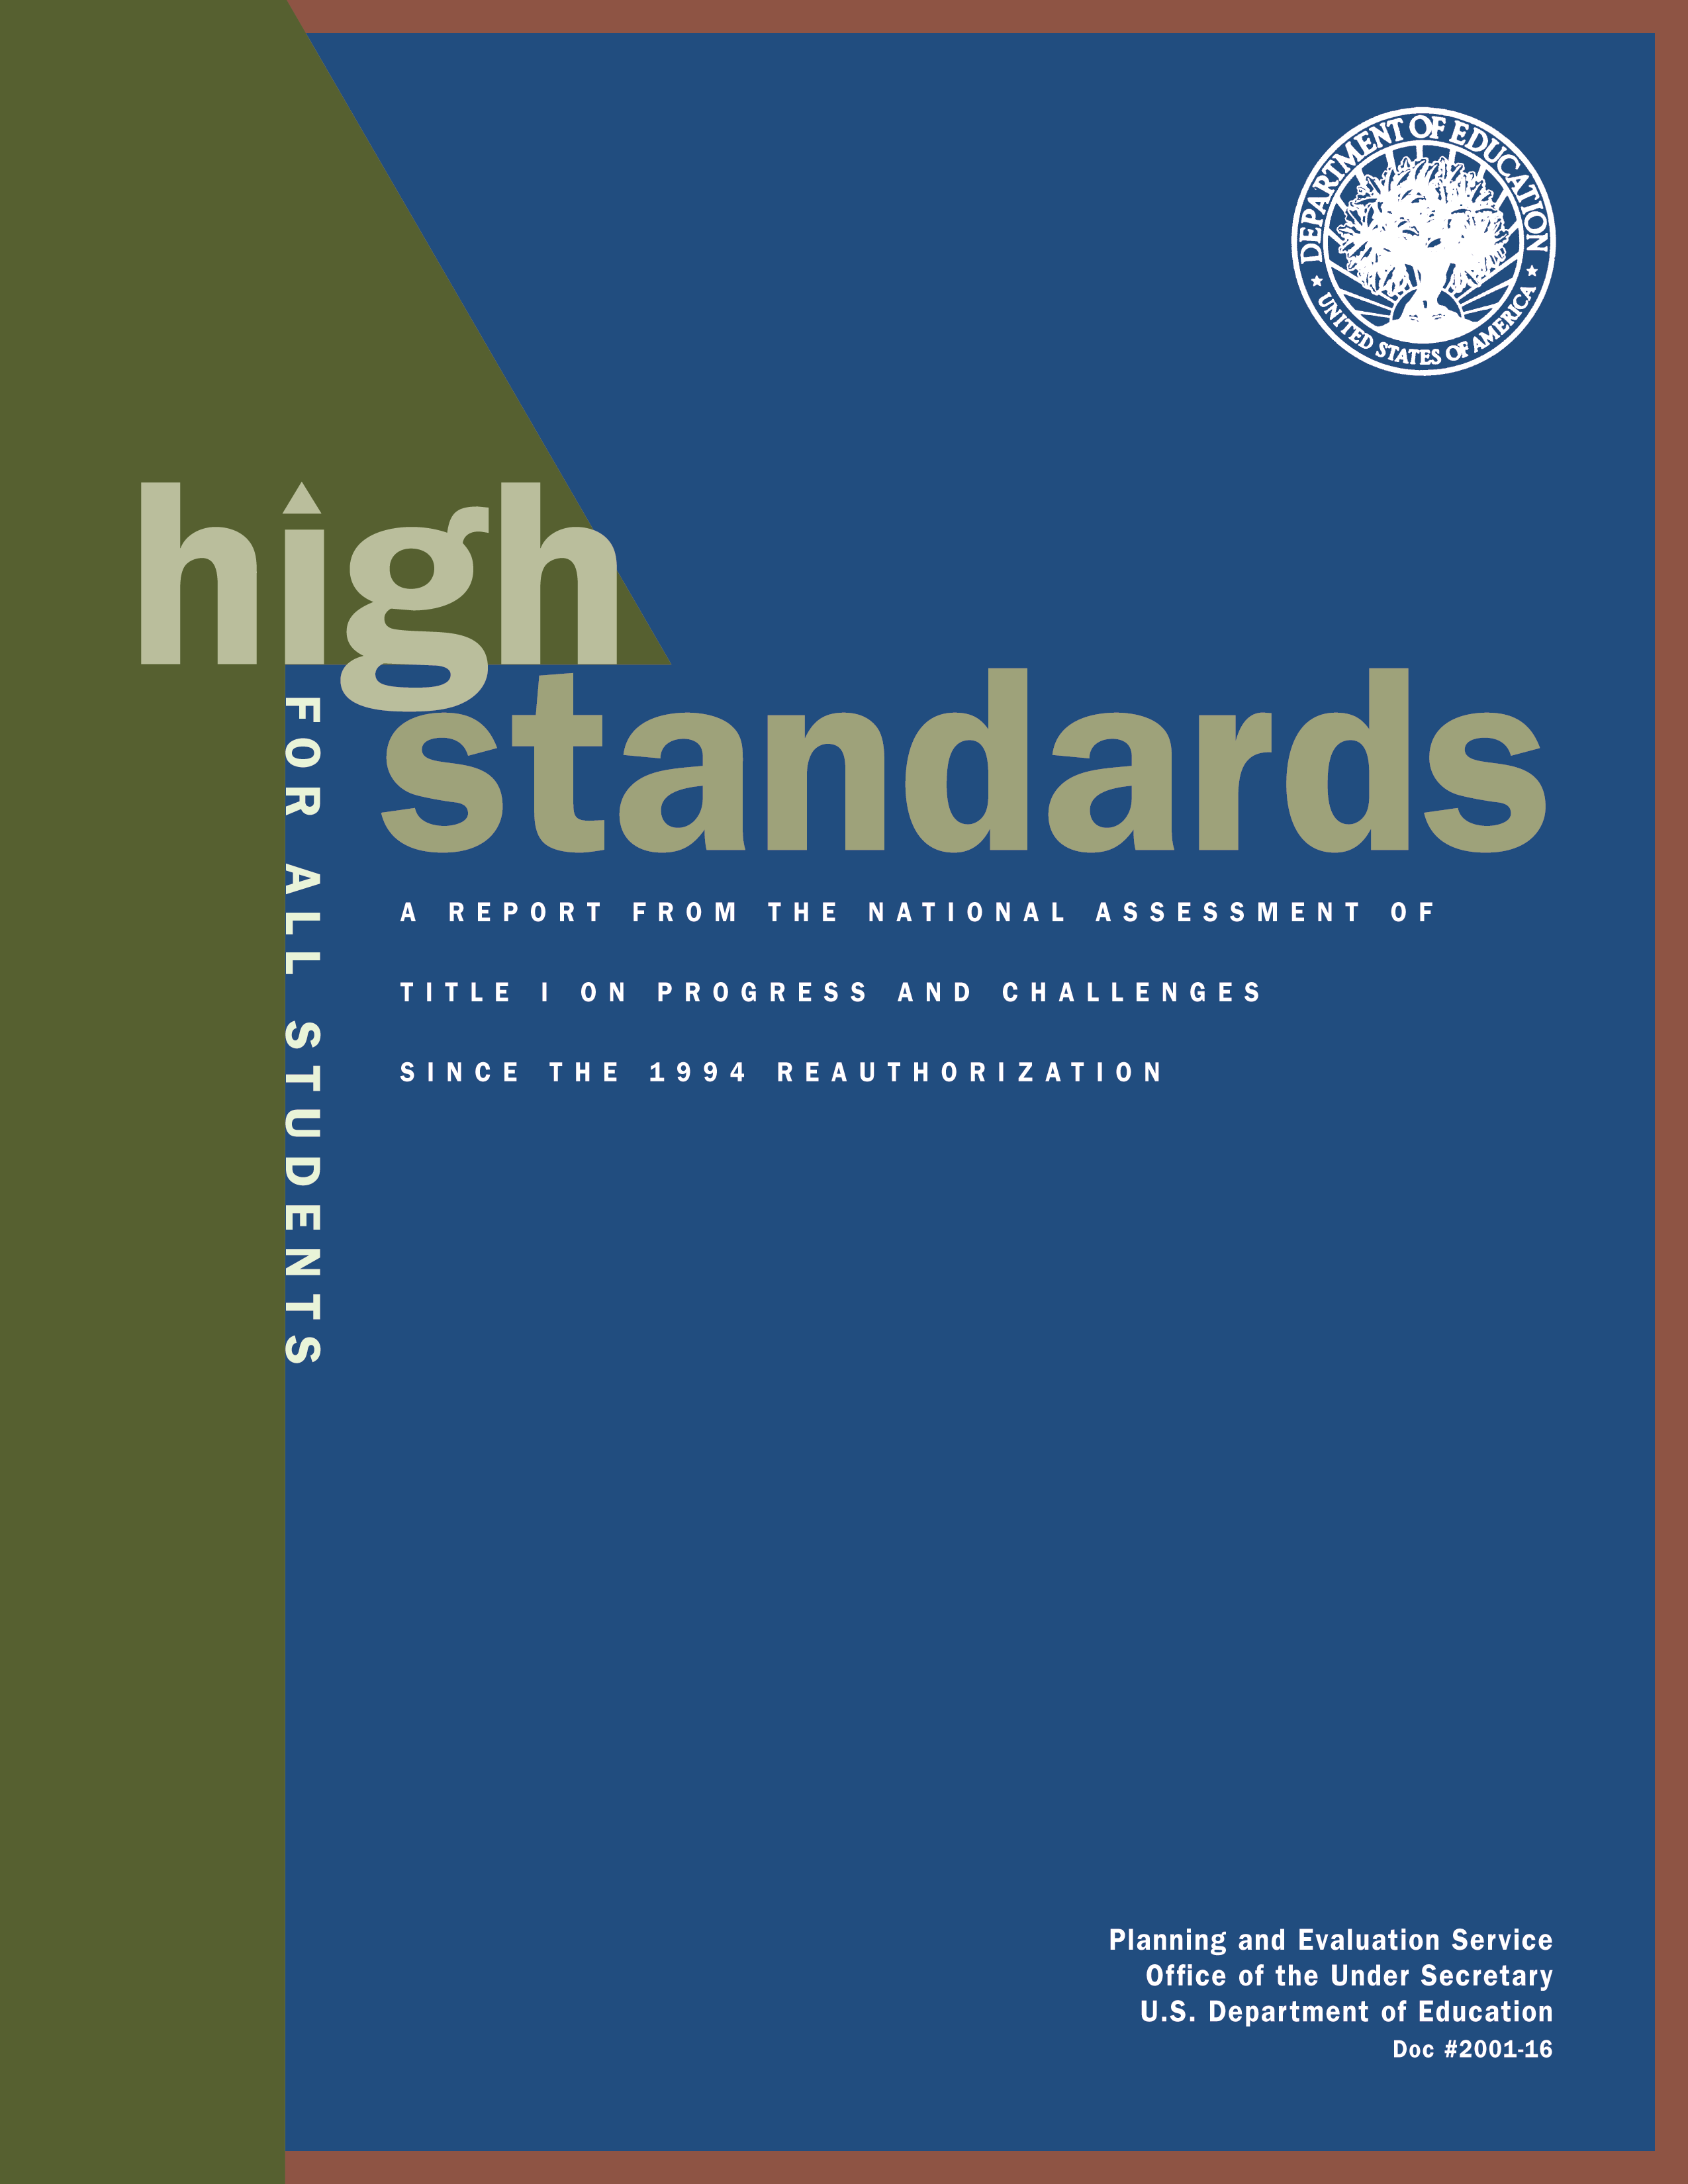 DEPARTMENT OF EDUCATION
UNITED STATES OF AMERICA
high
standards
FOR ALL STUDENTS
A REPORT FROM THE NATIONAL ASSESSMENT OF
TITLE I ON PROGRESS AND CHALLENGES
SINCE THE 1994 REAUTHORIZATION
Planning and Evaluation Service
Office of the Under Secretary
U.S. Department of Education
Doc #2001-16